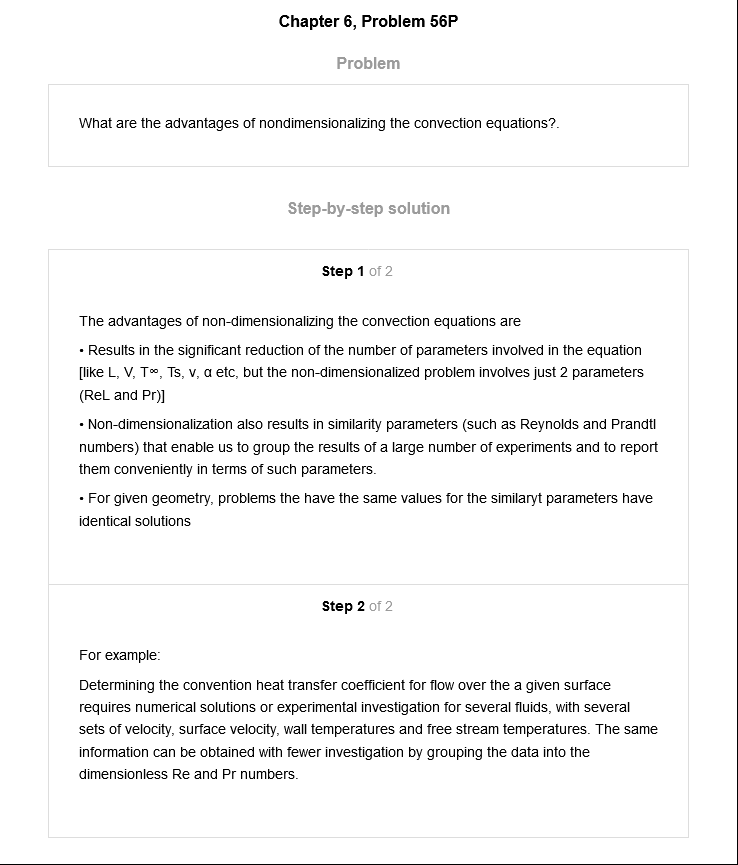 Chapter 6, Problem 56P
Problem
What are the advantages of nondimensionalizing the convection equations?.
Step-by-step solution
Step 1 of 2
The advantages of non-dimensionalizing the convection equations are
• Results in the significant reduction of the number of parameters involved in the equation
[like L, V, T∞, Ts, v, α etc, but the non-dimensionalized problem involves just 2 parameters
(ReL and Pr)]
• Non-dimensionalization also results in similarity parameters (such as Reynolds and Prandtl
numbers) that enable us to group the results of a large number of experiments and to report
them conveniently in terms of such parameters.
• For given geometry, problems the have the same values for the similaryt parameters have
identical solutions
Step 2 of 2
For example:
Determining the convention heat transfer coefficient for flow over the a given surface
requires numerical solutions or experimental investigation for several fluids, with several
sets of velocity, surface velocity, wall temperatures and free stream temperatures. The same
information can be obtained with fewer investigation by grouping the data into the
dimensionless Re and Pr numbers.